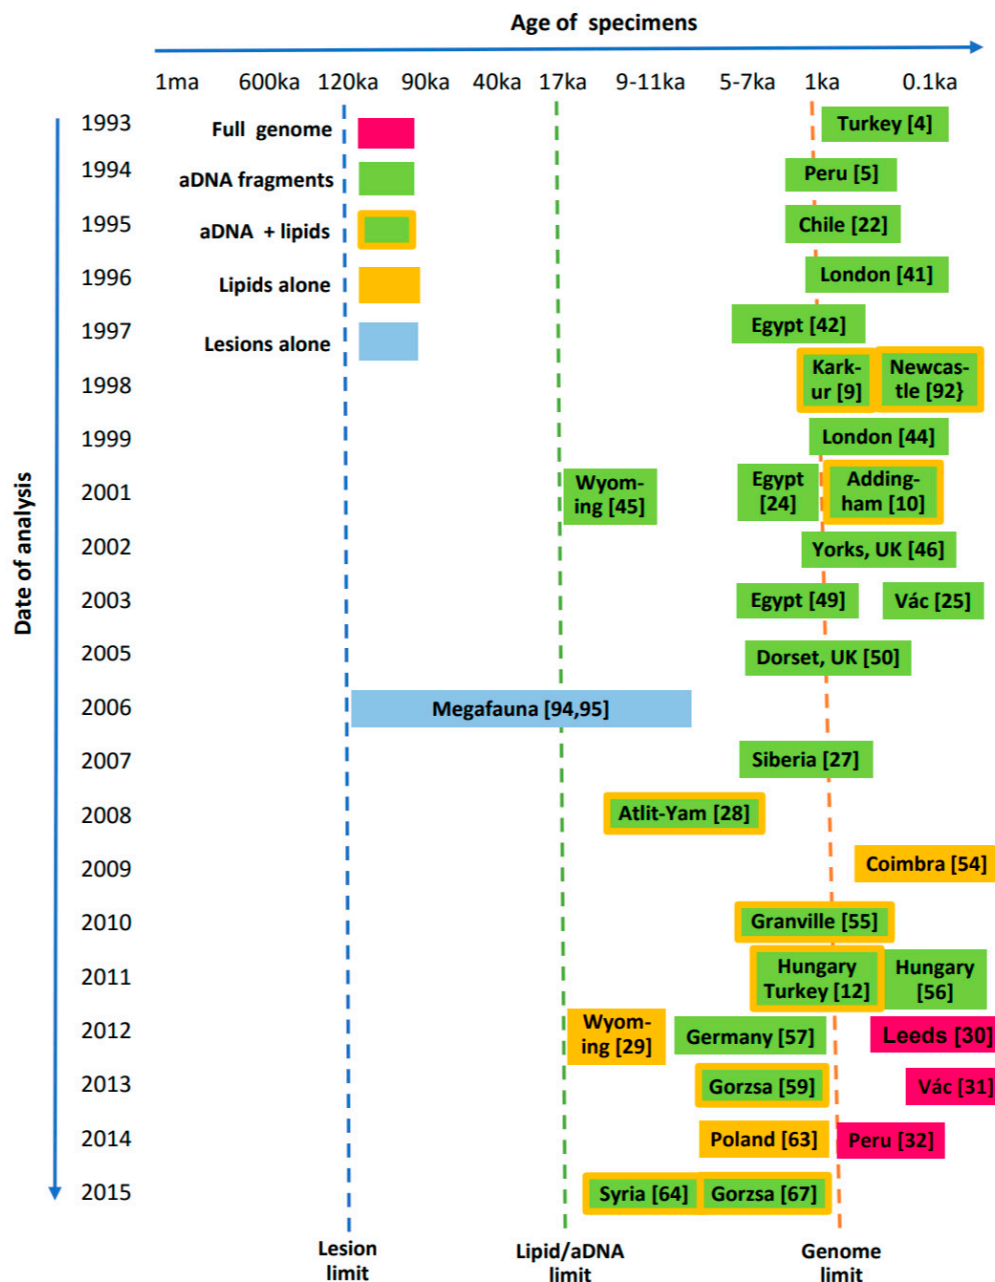 Age of specimens
1ma 600ka 120ka 90ka 40ka 17ka 9-11ka 5-7ka 1ka 0.1ka
Date of analysis
1993
Full genome
Turkey [4]
1994
aDNA fragments
Peru [5]
1995
aDNA + lipids
Chile [22]
1996
Lipids alone
London [41]
1997
Lesions alone
Egypt [42]
1998
Kark-
ur [9]
Newcas-
tle [92}
1999
London [44]
2001
Wyom-
ing [45]
Egypt
[24]
Adding-
ham [10]
2002
Yorks, UK [46]
2003
Egypt [49]
Vác [25]
2005
Dorset, UK [50]
2006
Megafauna [94,95]
2007
Siberia [27]
2008
Atlit-Yam [28]
2009
Coimbra [54]
2010
Granville [55]
2011
Hungary
Turkey [12]
Hungary
[56]
2012
Wyom-
ing [29]
Germany [57]
Leeds [30]
2013
Gorzsa [59]
Vác [31]
2014
Poland [63]
Peru [32]
2015
Syria [64]
Gorzsa [67]
Lesion
limit
Lipid/aDNA
limit
Genome
limit